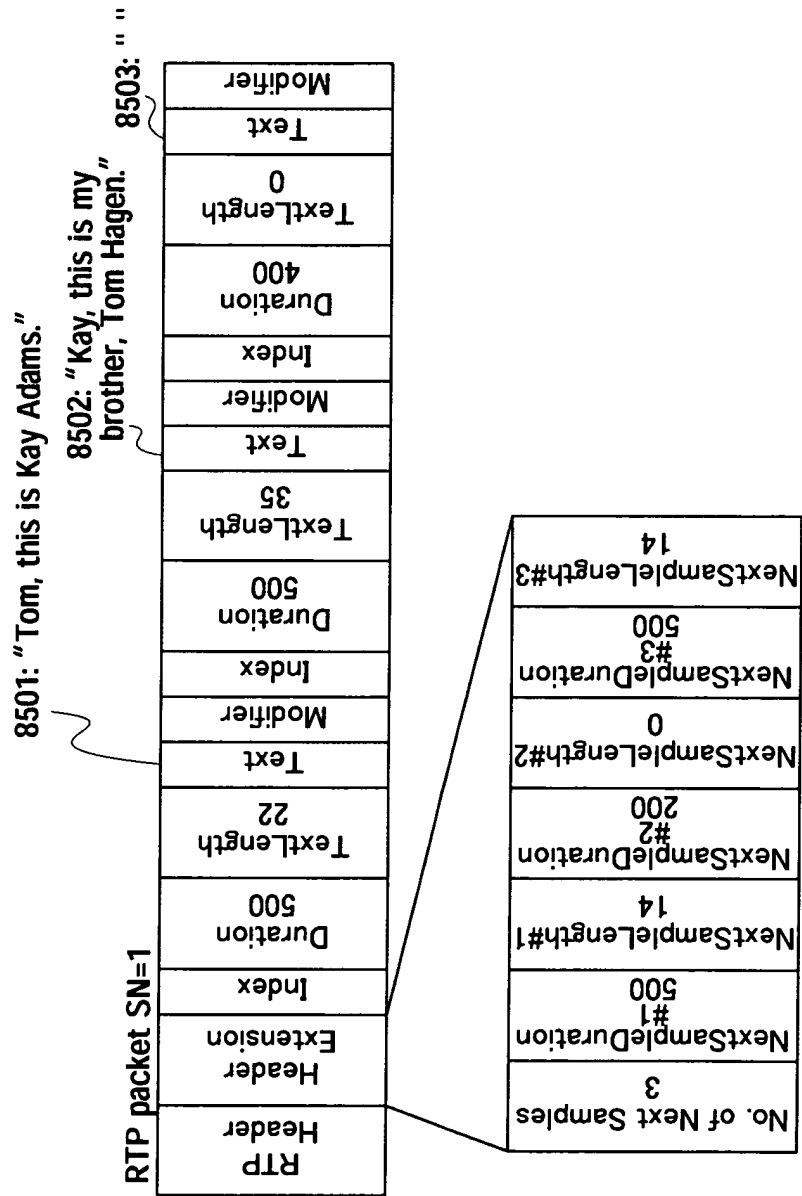 8501: "Tom, this is Kay Adams."
8502: "Kay, this is my
brother, Tom Hagen."
8503: " "
RTP packet SN=1
RTP
Header
Header
Extension
Index
Duration
500
TextLength
22
Text
Modifier
Index
Duration
500
TextLength
35
Text
Modifier
Index
Duration
400
TextLength
0
Text
Modifier
No. of Next Samples
3
NextSampleDuration
#1
500
NextSampleLength#1
14
NextSampleDuration
#2
200
NextSampleLength#2
0
NextSampleDuration
#3
500
NextSampleLength#3
14